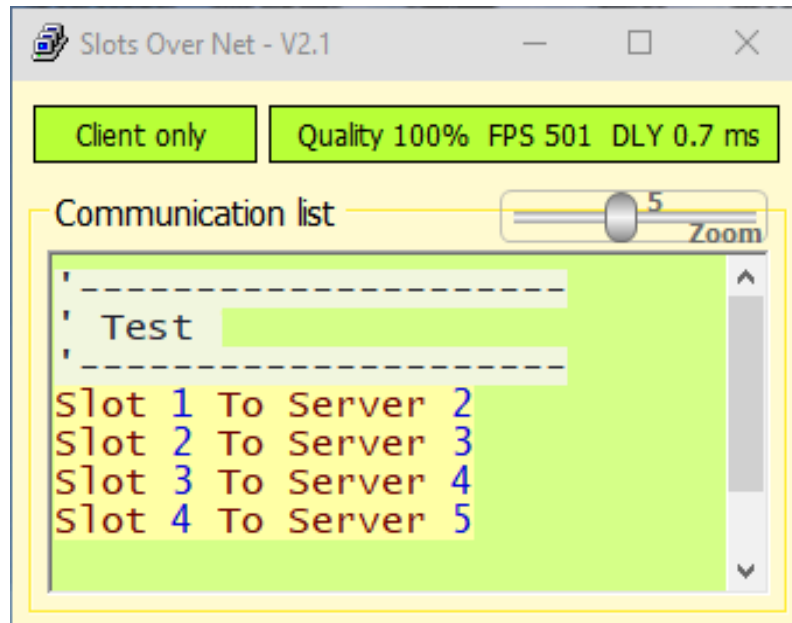 Slots Over Net - V2.1
Client only
Quality 100% FPS 501 DLY 0.7 ms
Communication list
5
Zoom
'---------------------
' Test
'---------------------
Slot 1 To Server 2
Slot 2 To Server 3
Slot 3 To Server 4
Slot 4 To Server 5